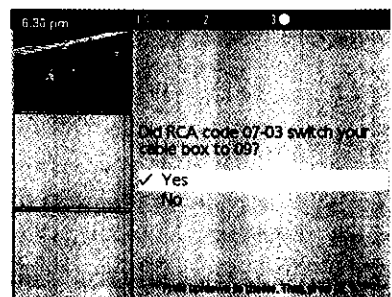 6:30 pm
1 2 3
Did RCA code 07-03 switch your
cable box to 09?
✓ Yes
No